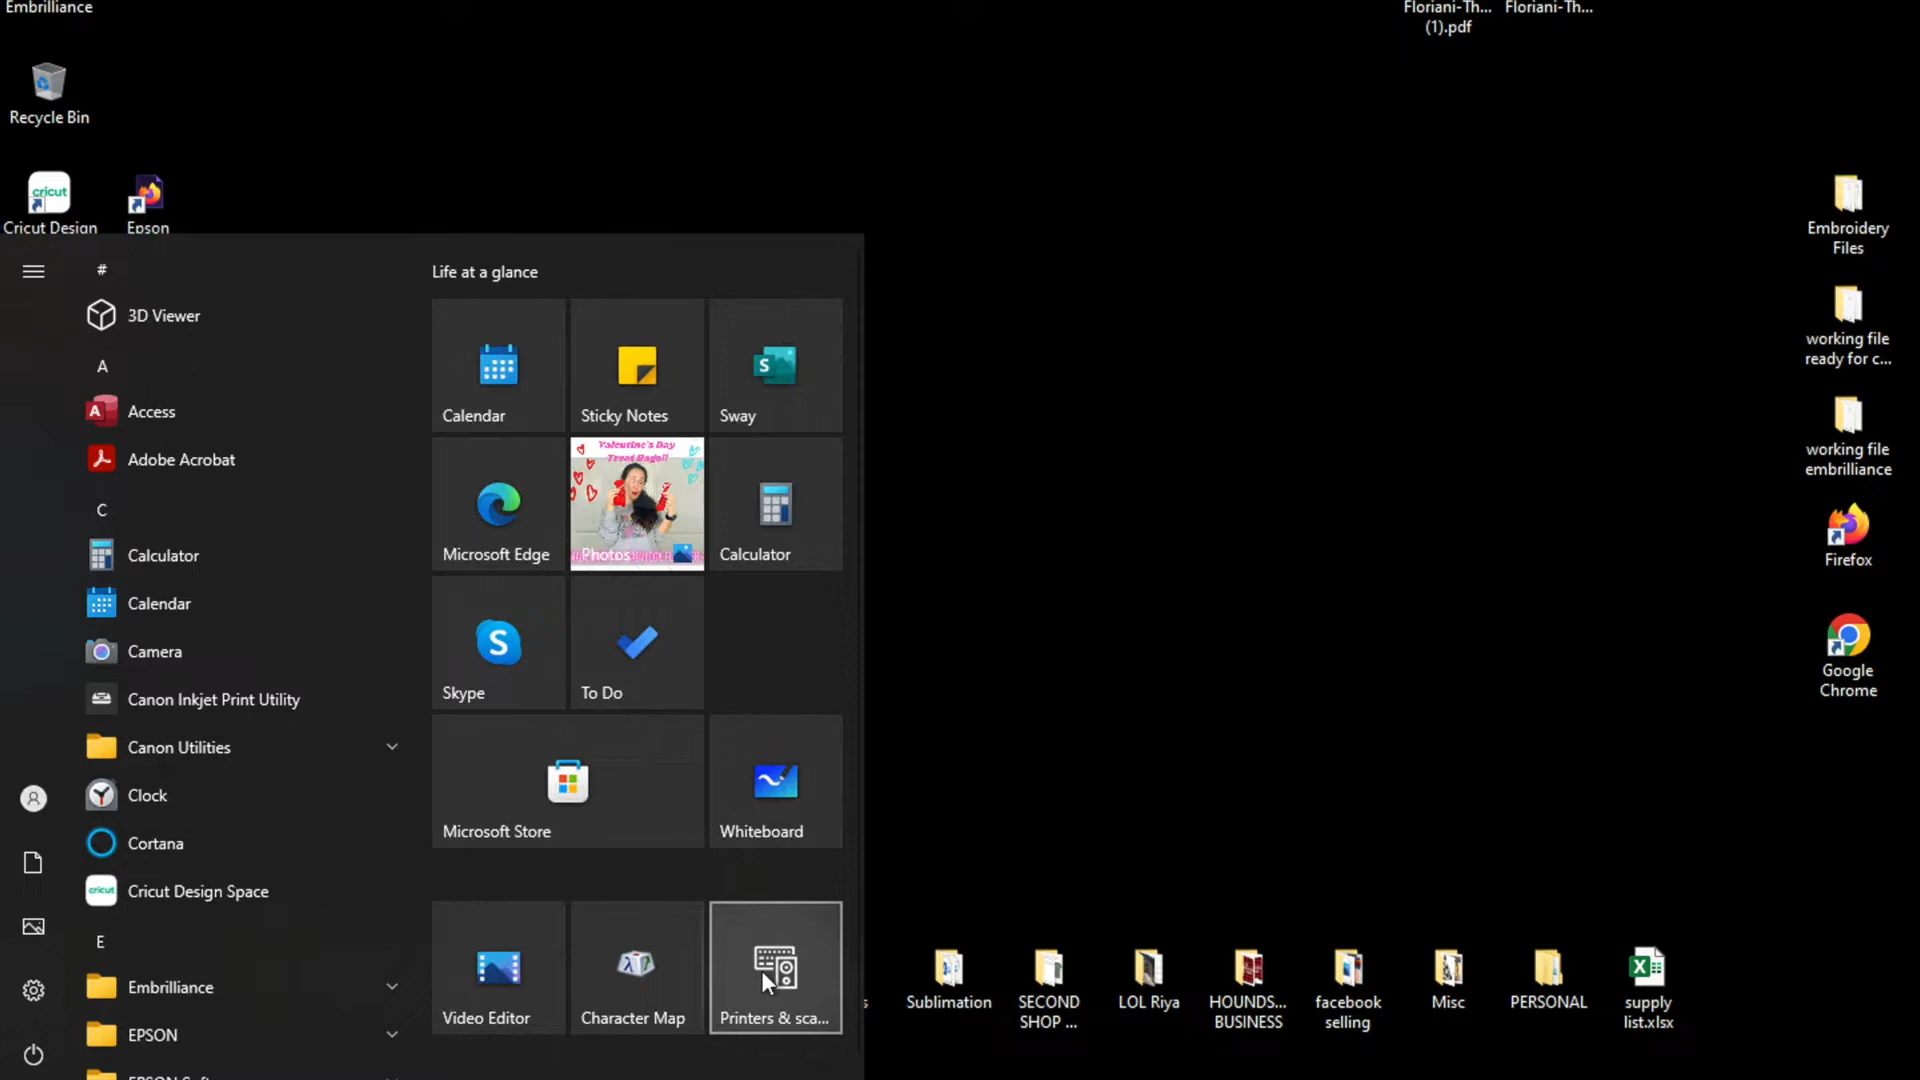 Embrilliance
Floriani-Th...
(1).pdf
Floriani-Th...
Recycle Bin
cricut
Cricut Design
Epson
Embroidery
Files
working file
ready for c...
working file
embrilliance
Firefox
Google
Chrome
#
3D Viewer
A
A
Access
Adobe Acrobat
C
Calculator
Calendar
Camera
Canon Inkjet Print Utility
Canon Utilities
Clock
Cortana
cricut
Cricut Design Space
E
Embrilliance
EPSON
Life at a glance
Calendar
Sticky Notes
S
Sway
Microsoft Edge
Valentine's Day
Treat Bags!!
Photos
Calculator
S
Skype
To Do
Microsoft Store
Whiteboard
Video Editor
Character Map
Printers & sca...
Sublimation
SECOND
SHOP ...
LOL Riya
HOUNDS...
BUSINESS
facebook
selling
Misc
PERSONAL
X
supply
list.xlsx